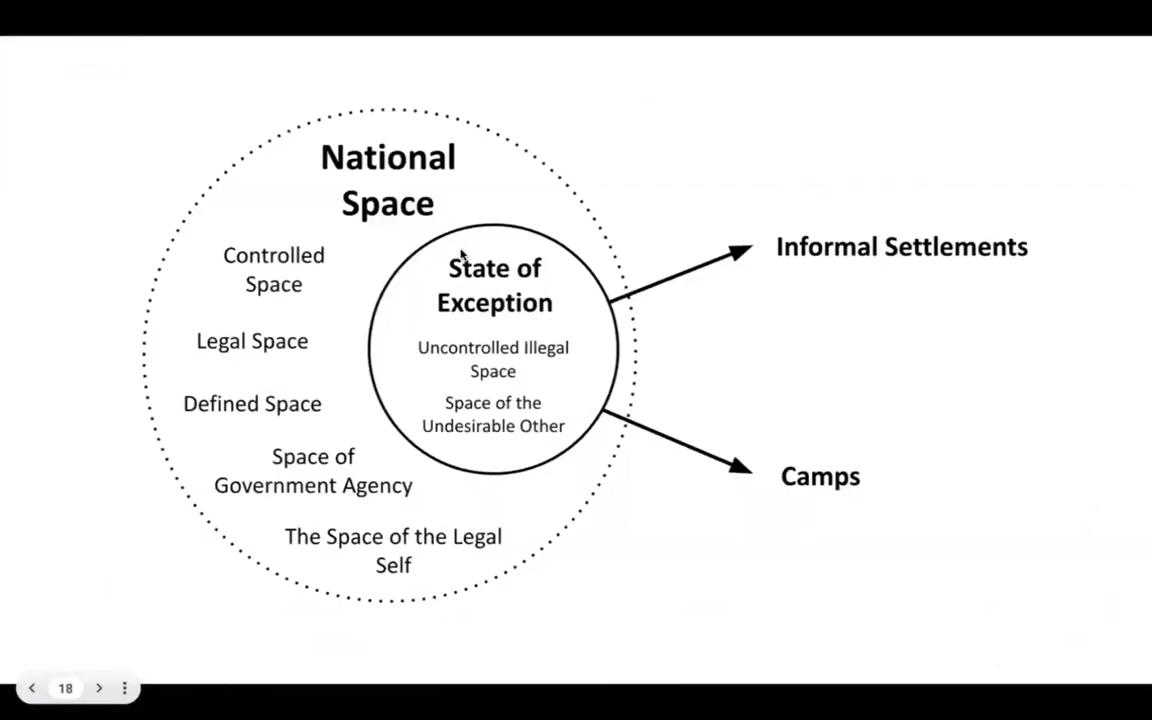 National
Space
Controlled
Space
Legal Space
Defined Space
Space of
Government Agency
The Space of the Legal
Self
State of
Exception
Uncontrolled Illegal
Space
Space of the
Undesirable Other
Informal Settlements
Camps
18